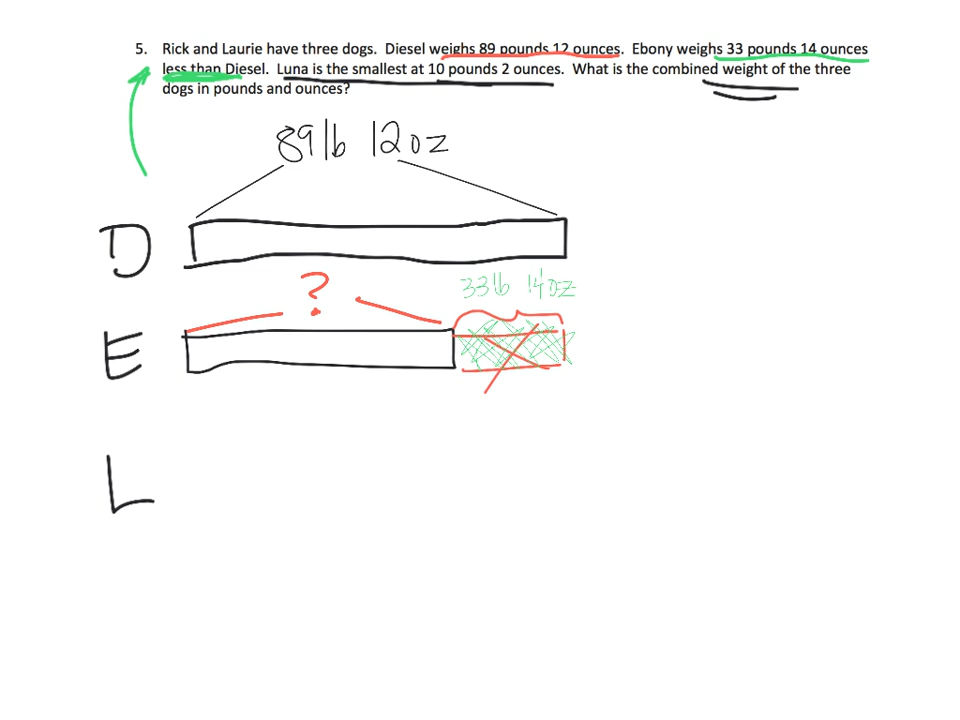 5. Rick and Laurie have three dogs. Diesel weighs 89 pounds 12 ounces. Ebony weighs 33 pounds 14 ounces
less than Diesel. Luna is the smallest at 10 pounds 2 ounces. What is the combined weight of the three
dogs in pounds and ounces?
89lb 12oz
D
?
33lb 14oz
E
L